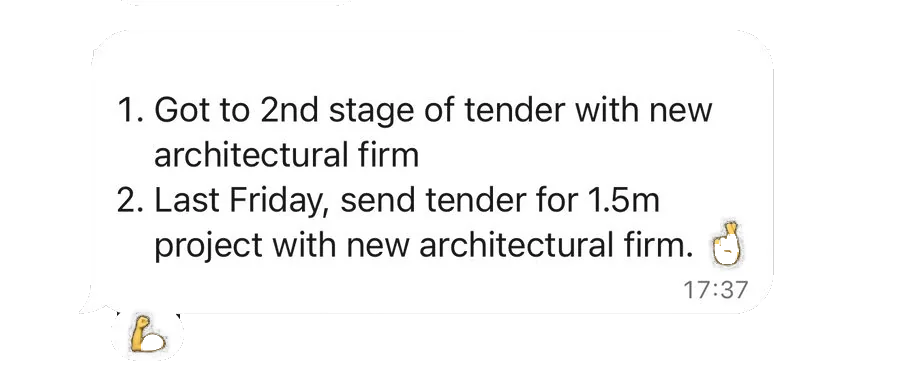 1. Got to 2nd stage of tender with new
architectural firm
2. Last Friday, send tender for 1.5m
project with new architectural firm. 🤞
17:37
💪